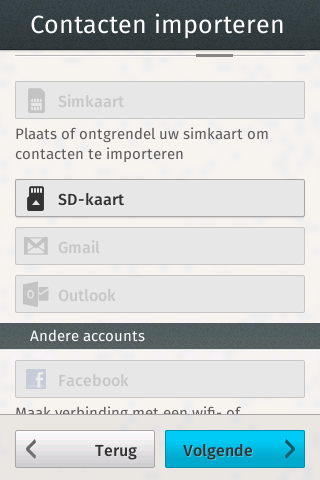 Contacten importeren
Simkaart
Plaats of ontgrendel uw simkaart om
contacten te importeren
SD-kaart
Gmail
Outlook
Andere accounts
Facebook
Maak verbinding met een wifi- of
Terug
Volgende